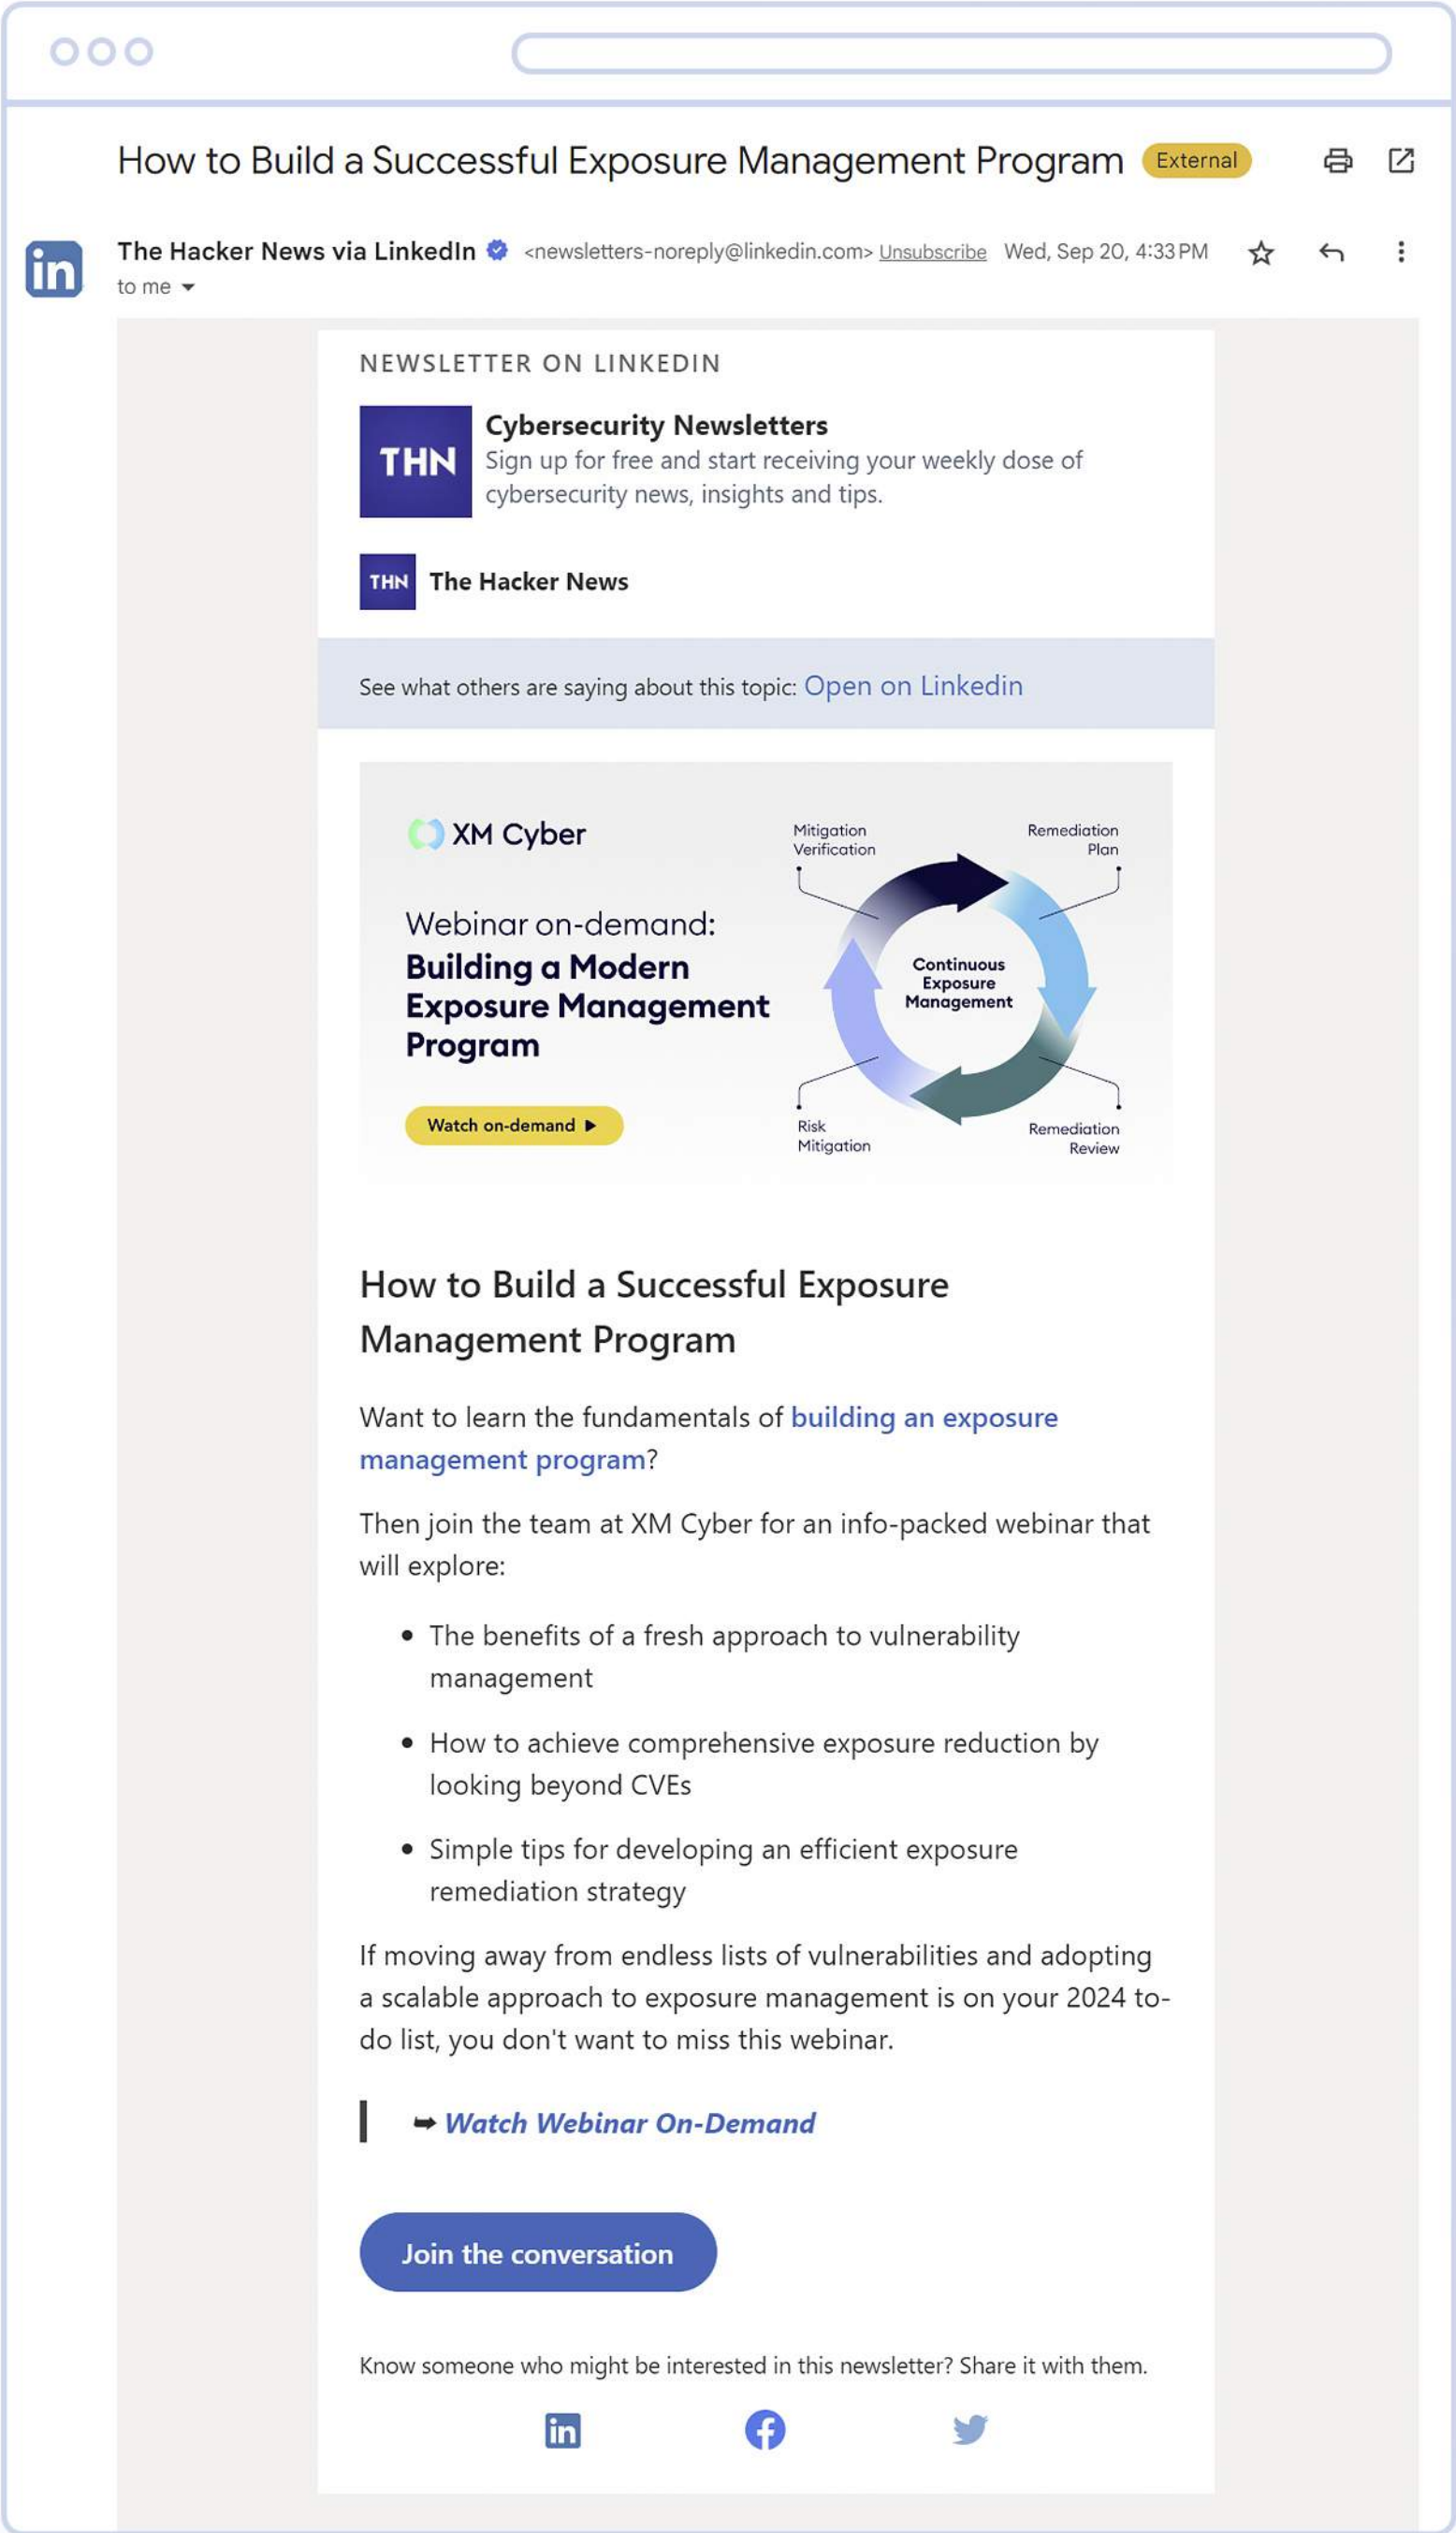 How to Build a Successful Exposure Management Program External
in The Hacker News via LinkedIn <newsletters-noreply@linkedin.com> Unsubscribe Wed, Sep 20, 4:33 PM
to me
NEWSLETTER ON LINKEDIN
THN
Cybersecurity Newsletters
Sign up for free and start receiving your weekly dose of
cybersecurity news, insights and tips.
THN The Hacker News
See what others are saying about this topic: Open on Linkedin
XM Cyber
Webinar on-demand:
Building a Modern
Exposure Management
Program
Watch on-demand
Mitigation
Verification
Remediation
Plan
Continuous
Exposure
Management
Risk
Mitigation
Remediation
Review
How to Build a Successful Exposure
Management Program
Want to learn the fundamentals of building an exposure
management program?
Then join the team at XM Cyber for an info-packed webinar that
will explore:
• The benefits of a fresh approach to vulnerability
management
• How to achieve comprehensive exposure reduction by
looking beyond CVEs
• Simple tips for developing an efficient exposure
remediation strategy
If moving away from endless lists of vulnerabilities and adopting
a scalable approach to exposure management is on your 2024 to-
do list, you don't want to miss this webinar.
➥ Watch Webinar On-Demand
Join the conversation
Know someone who might be interested in this newsletter? Share it with them.
in f